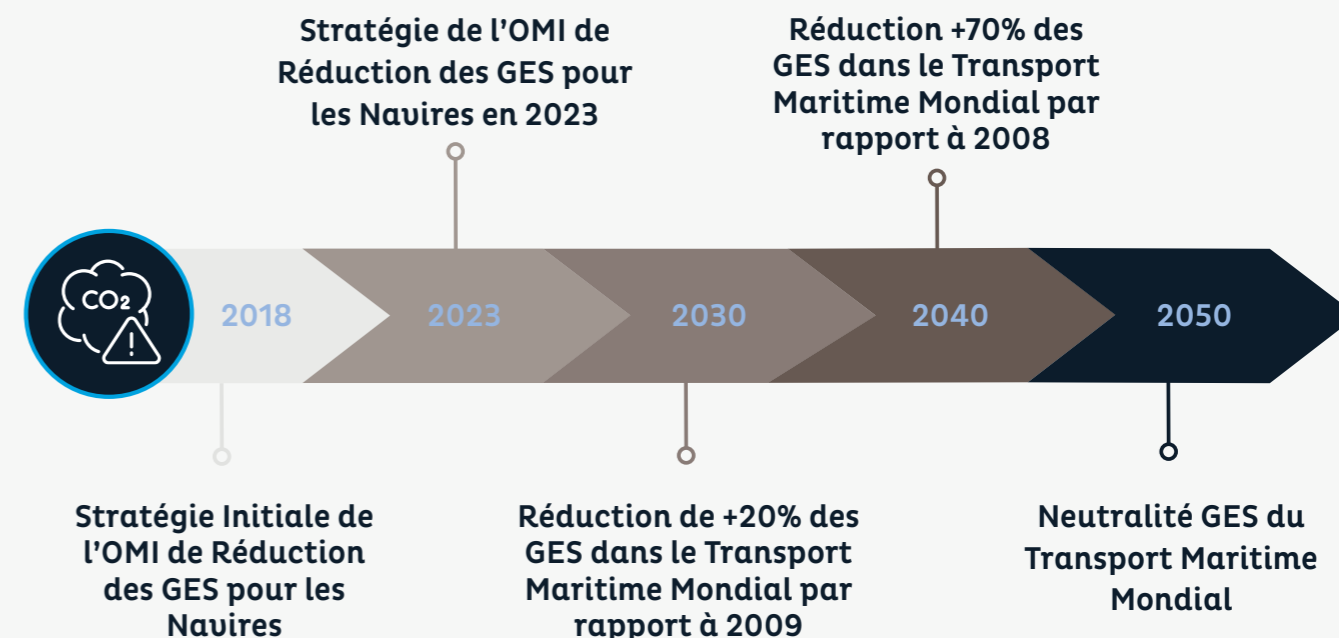 Stratégie de l'OMI de
Réduction des GES pour
les Navires en 2023
Réduction +70% des
GES dans le Transport
Maritime Mondial par
rapport à 2008
CO₂
2018
2023
2030
2040
2050
Stratégie Initiale de
l'OMI de Réduction
des GES pour les
Navires
Réduction de +20% des
GES dans le Transport
Maritime Mondial par
rapport à 2009
Neutralité GES du
Transport Maritime
Mondial